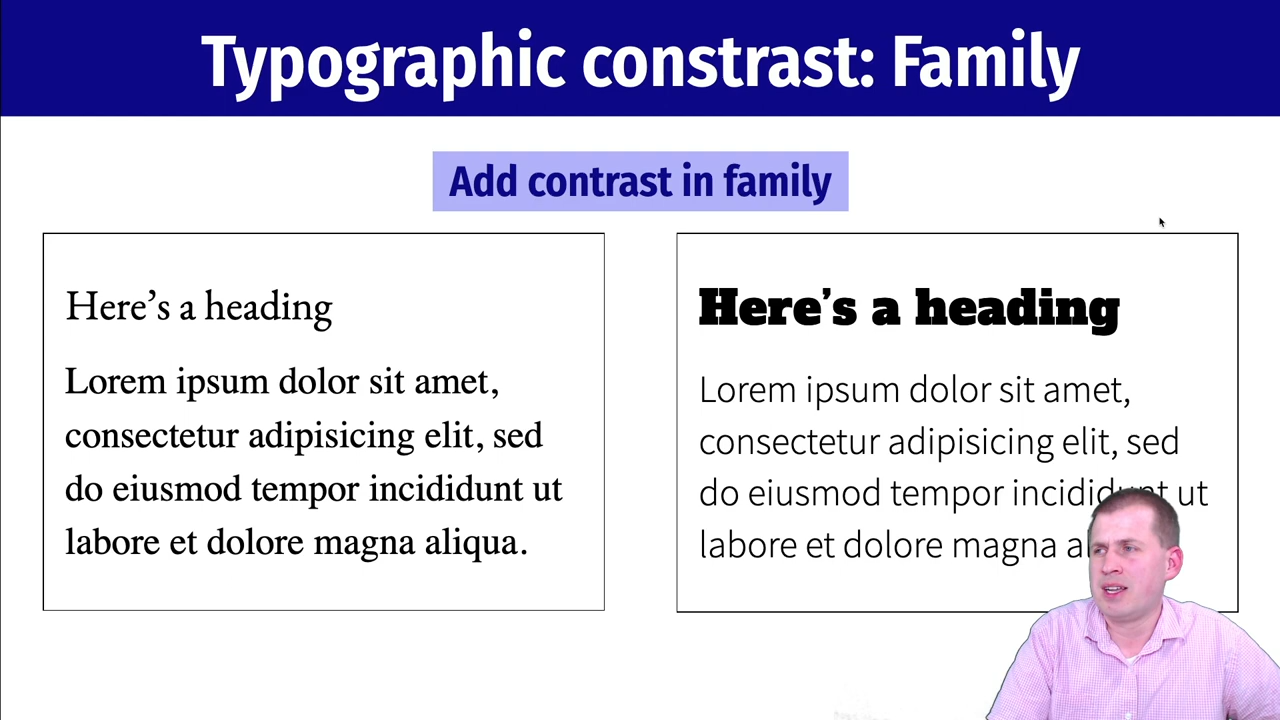 Typographic constrast: Family
Add contrast in family
Here’s a heading
Lorem ipsum dolor sit amet,
consectetur adipisicing elit, sed
do eiusmod tempor incididunt ut
labore et dolore magna aliqua.
Here’s a heading
Lorem ipsum dolor sit amet,
consectetur adipisicing elit, sed
do eiusmod tempor incididunt ut
labore et dolore magna